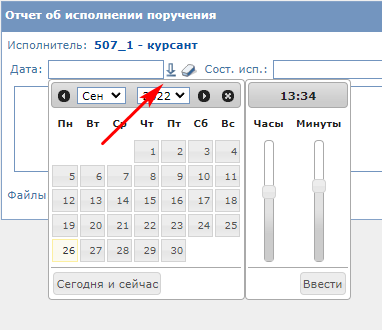 Отчет об исполнении поручения
Исполнитель: 507_1 - курсант
Дата: Сост. исп.:
Сен 2022 13:34
Пн Вт Ср Чт Пт Сб Вс Часы Минуты
1 2 3 4
5 6 7 8 9 10 11
12 13 14 15 16 17 18
19 20 21 22 23 24 25
Файлы
26 27 28 29 30
Сегодня и сейчас Ввести